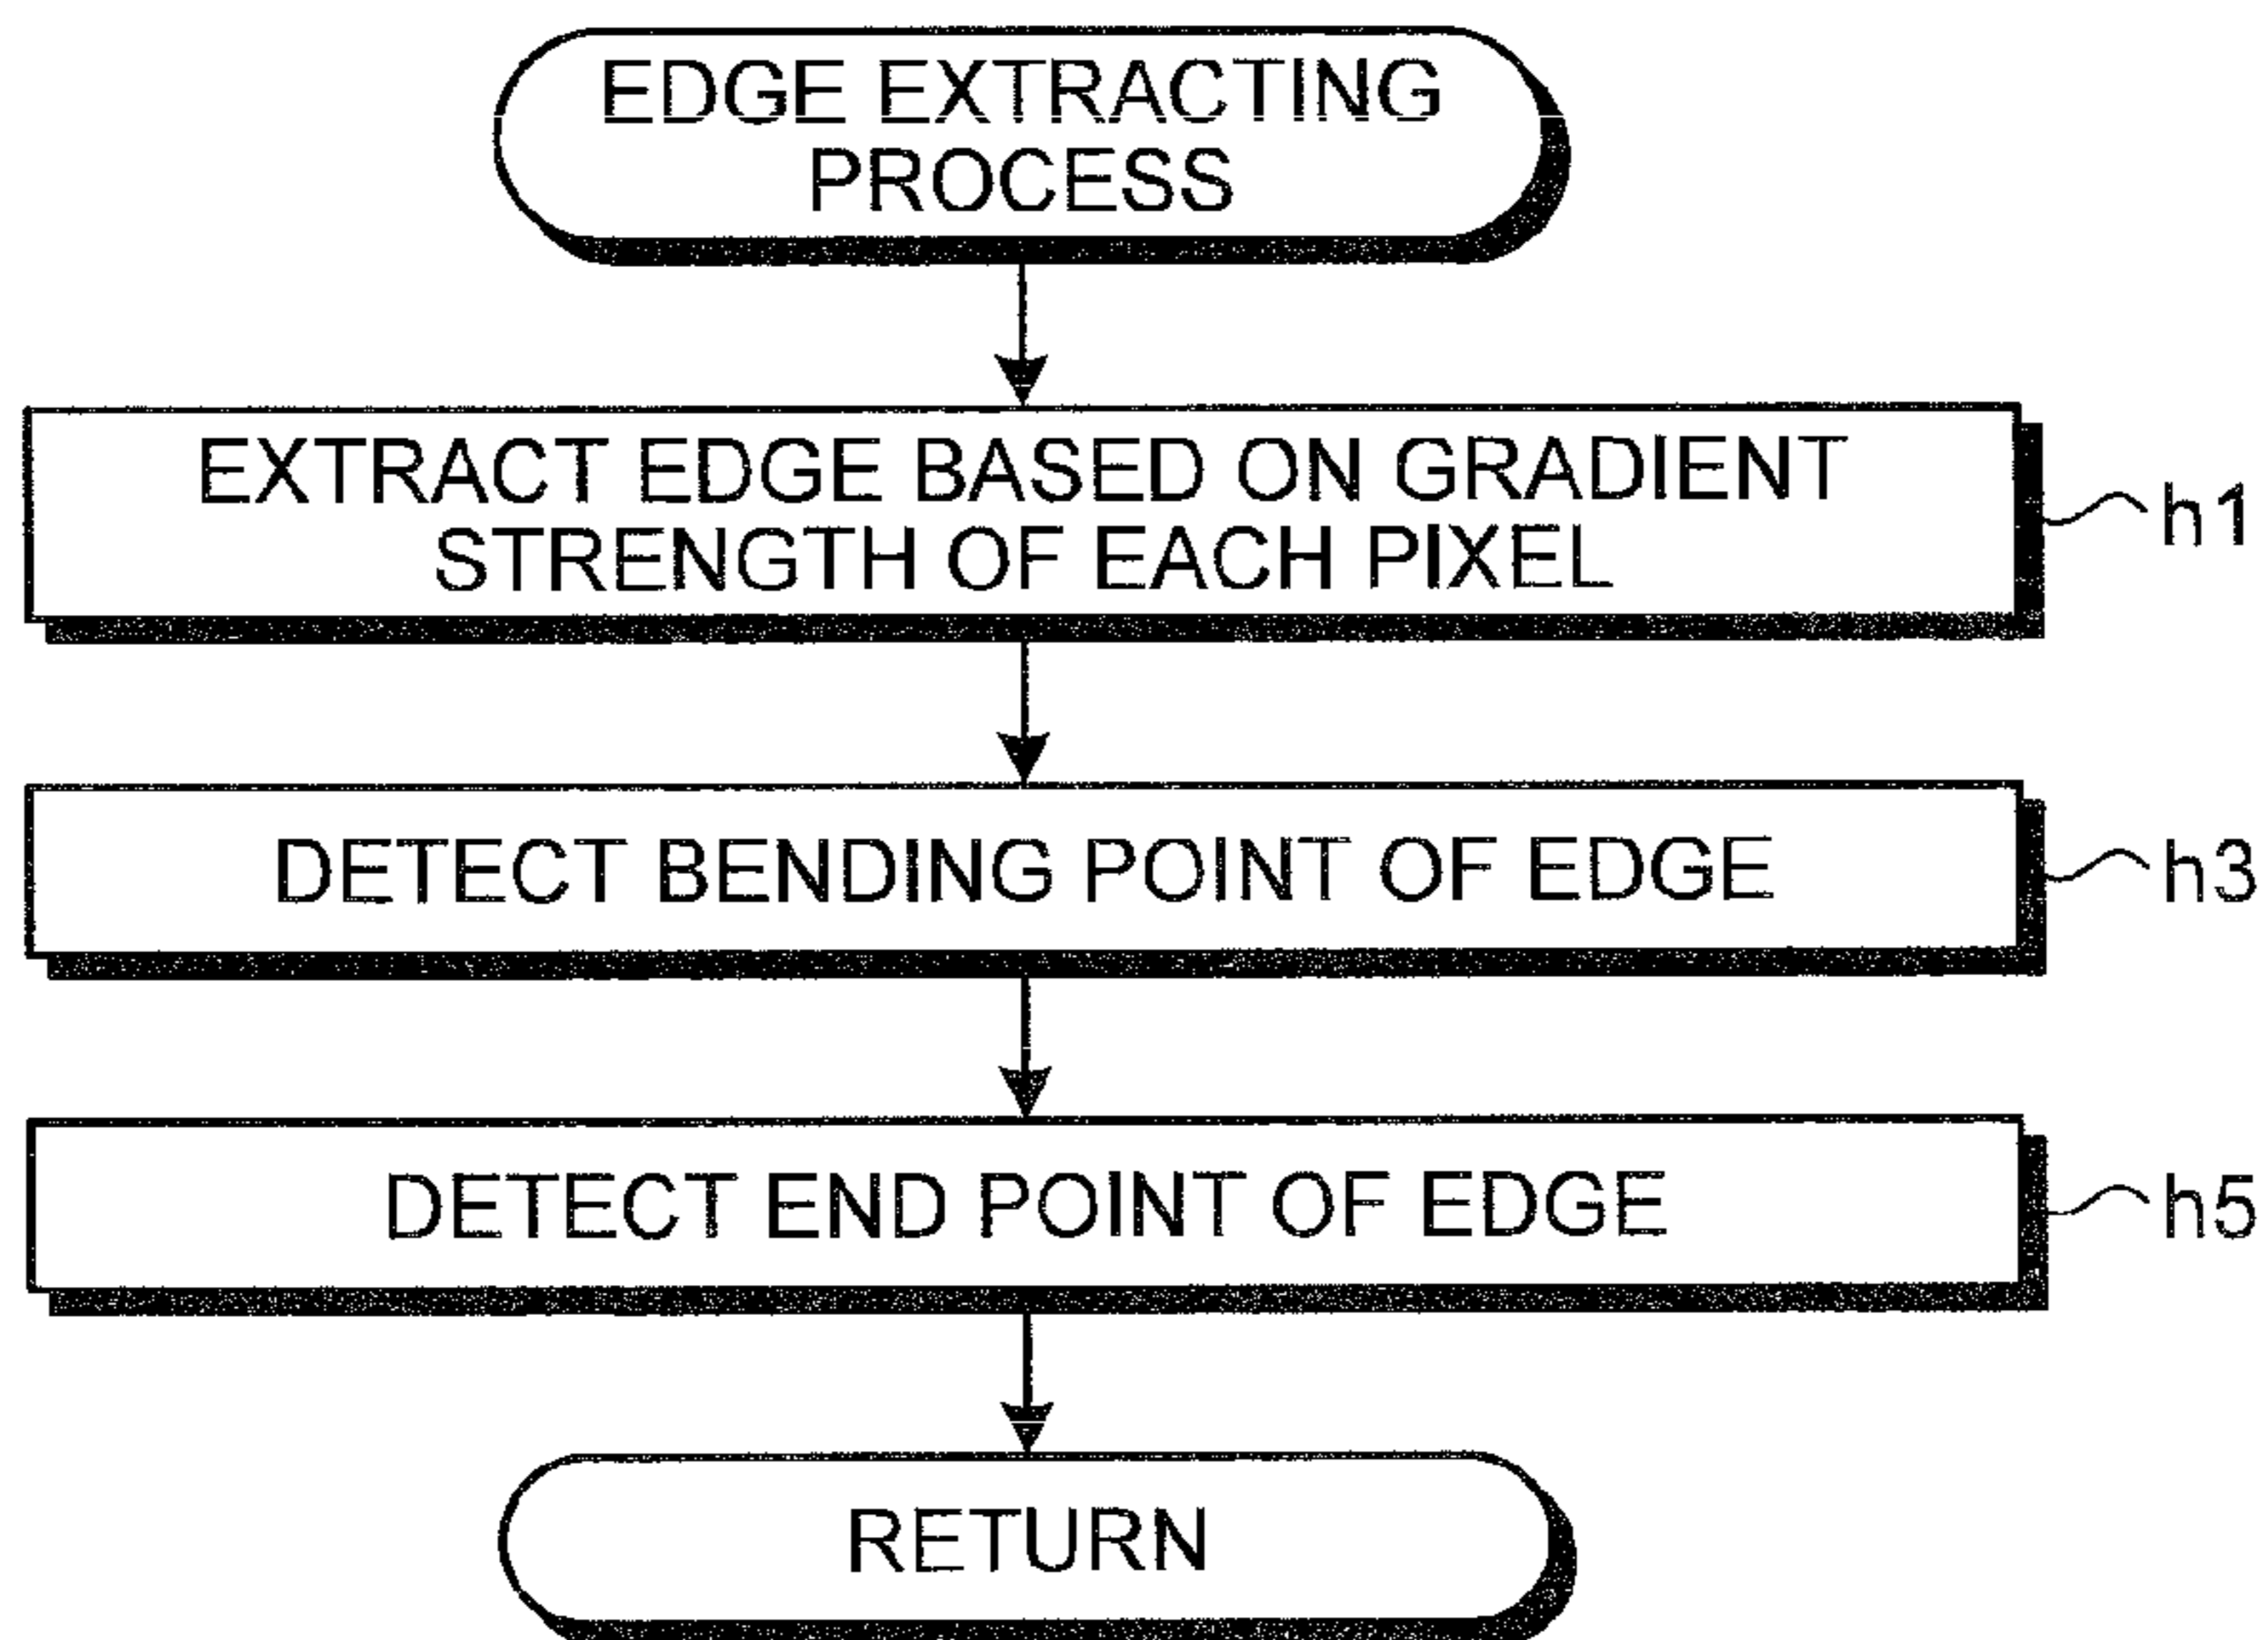 EDGE EXTRACTING
PROCESS
EXTRACT EDGE BASED ON GRADIENT
STRENGTH OF EACH PIXEL
h1
DETECT BENDING POINT OF EDGE
h3
DETECT END POINT OF EDGE
h5
RETURN